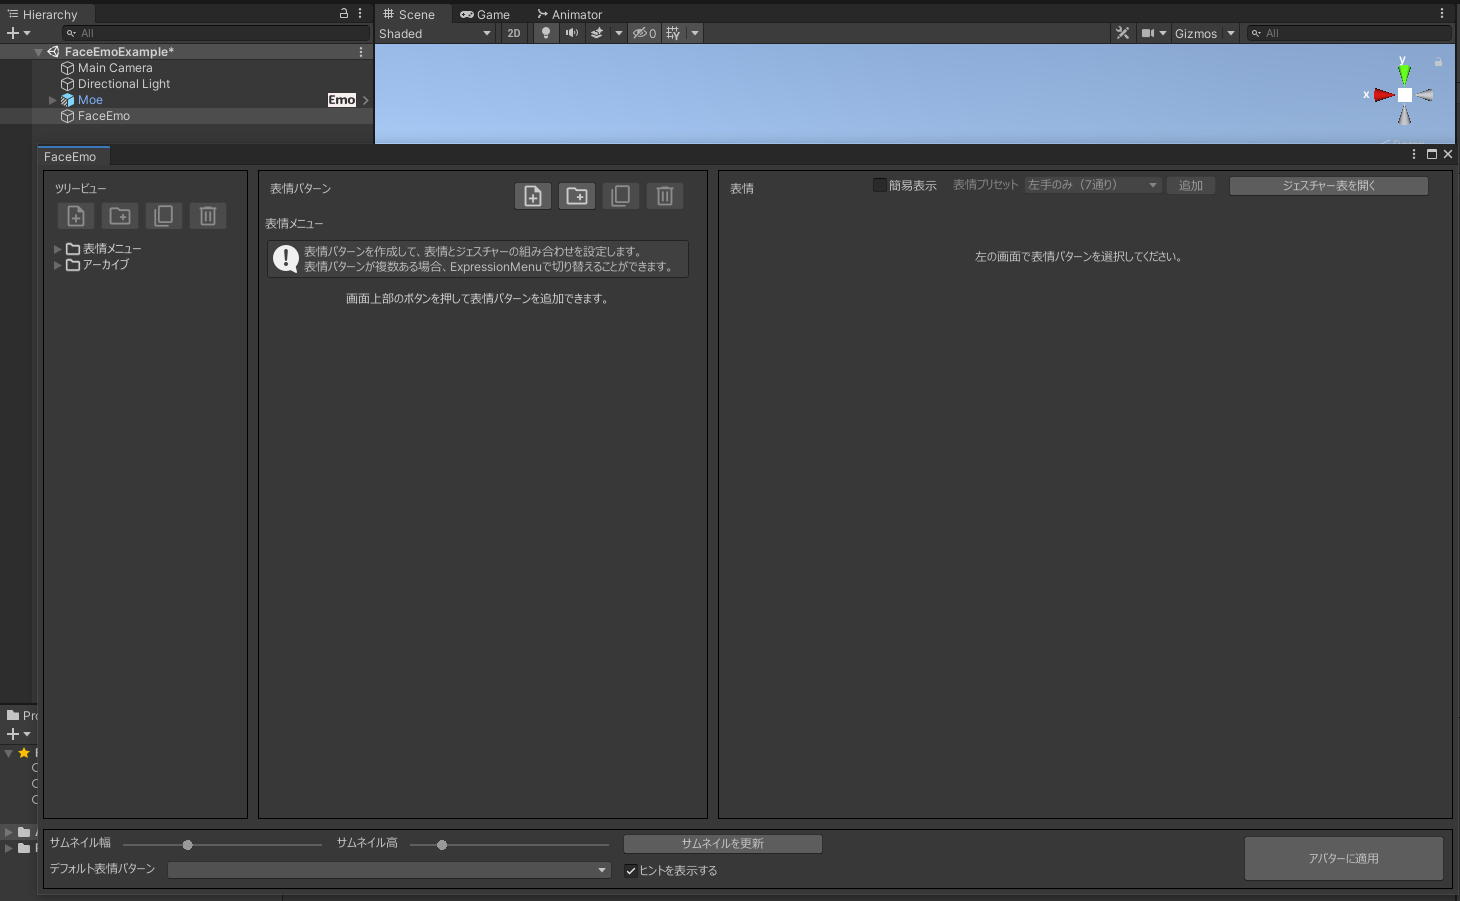 Hierarchy
All
FaceEmoExample*
Main Camera
Directional Light
Moe
Emo
FaceEmo
Scene
Game
Animator
Shaded
2D
0
Gizmos
All
y
x
FaceEmo
ツリービュー
表情メニュー
アーカイブ
表情パターン
表情メニュー
表情パターンを作成して、表情とジェスチャーの組み合わせを設定します。
表情パターンが複数ある場合、ExpressionMenuで切り替えることができます。
画面上部のボタンを押して表情パターンを追加できます。
表情
簡易表示
表情プリセット
左手のみ（7通り）
追加
ジェスチャー表を開く
左の画面で表情パターンを選択してください。
サムネイル幅
サムネイル高
サムネイルを更新
デフォルト表情パターン
ヒントを表示する
アバターに適用